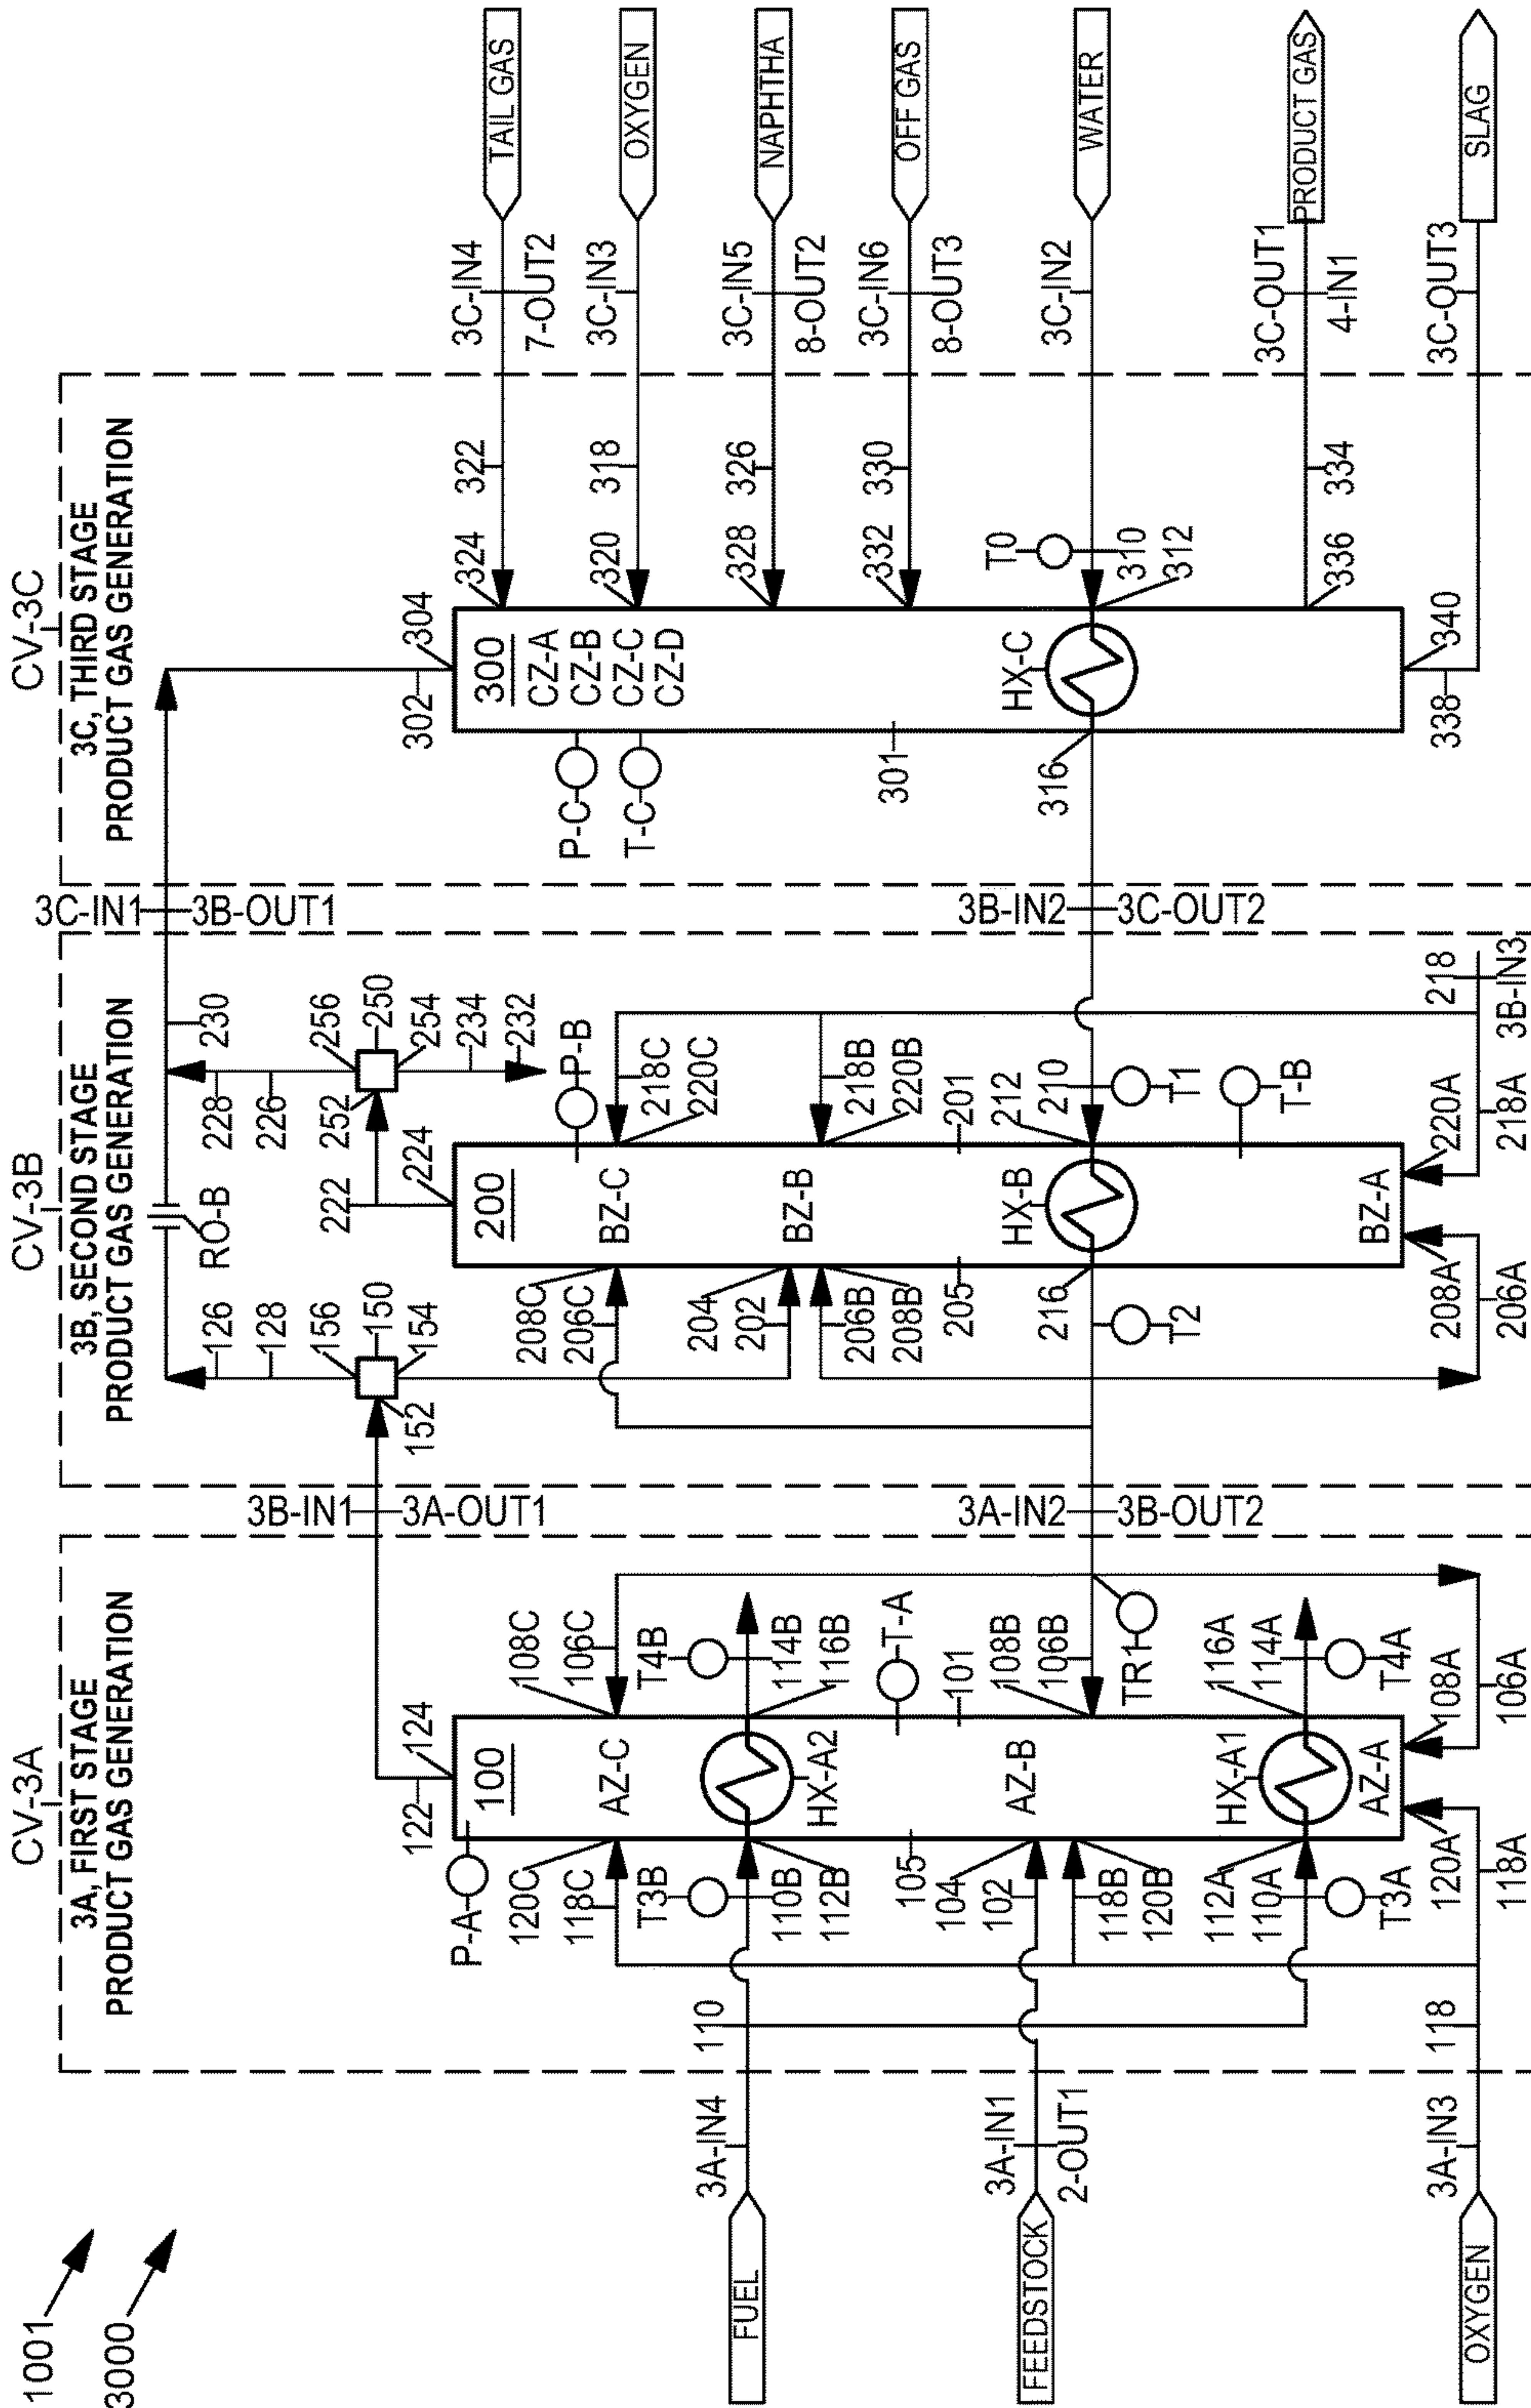 1001
3000
CV-3A
3A, FIRST STAGE
PRODUCT GAS GENERATION
CV-3B
3B, SECOND STAGE
PRODUCT GAS GENERATION
CV-3C
3C, THIRD STAGE
PRODUCT GAS GENERATION
FUEL
3A-IN4
110
FEEDSTOCK
3A-IN1
2-OUT1
OXYGEN
3A-IN3
118
P-A
122
124
100
AZ-C
HX-A2
AZ-B
HX-A1
AZ-A
120C
118C
T3B
110B
112B
105
104
102
118B
120B
112A
110A
T3A
120A
118A
108C
106C
T4B
114B
116B
T-A
101
108B
106B
TR1
116A
114A
T4A
108A
106A
3B-IN1
3A-OUT1
3A-IN2
3B-OUT2
126
128
156
150
154
152
RO-B
222
224
230
228
226
252
256
250
254
234
232
P-B
200
BZ-C
BZ-B
HX-B
BZ-A
208C
206C
204
202
206B
208B
205
216
T2
208A
206A
218C
220C
218B
220B
201
212
210
T1
T-B
220A
218A
218
3B-IN3
3C-IN1
3B-OUT1
3B-IN2
3C-OUT2
302
304
300
CZ-A
CZ-B
CZ-C
CZ-D
P-C
T-C
301
HX-C
316
324
322
320
318
328
326
332
330
T0
310
312
336
334
340
338
3C-IN4
7-OUT2
TAIL GAS
3C-IN3
OXYGEN
3C-IN5
8-OUT2
NAPHTHA
3C-IN6
8-OUT3
OFF GAS
3C-IN2
WATER
3C-OUT1
4-IN1
PRODUCT GAS
3C-OUT3
SLAG